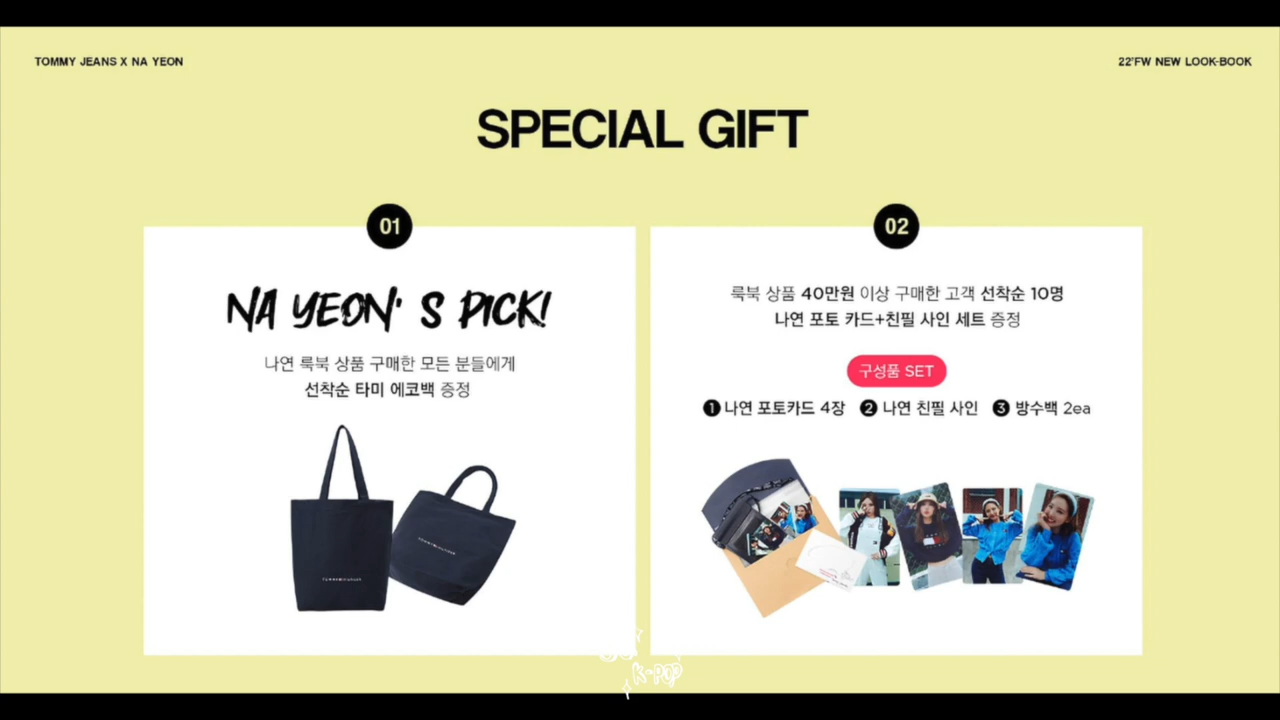 TOMMY JEANS X NA YEON
22'FW NEW LOOK-BOOK
SPECIAL GIFT
01
NA YEON' S PICK!
나연 룩북 상품 구매한 모든 분들에게
선착순 타미 에코백 증정
TOMMY HILFIGER
TOMMY HILFIGER
02
룩북 상품 40만원 이상 구매한 고객 선착순 10명
나연 포토 카드+친필 사인 세트 증정
구성품 SET
1 나연 포토카드 4장 2 나연 친필 사인 3 방수백 2ea
K-POP